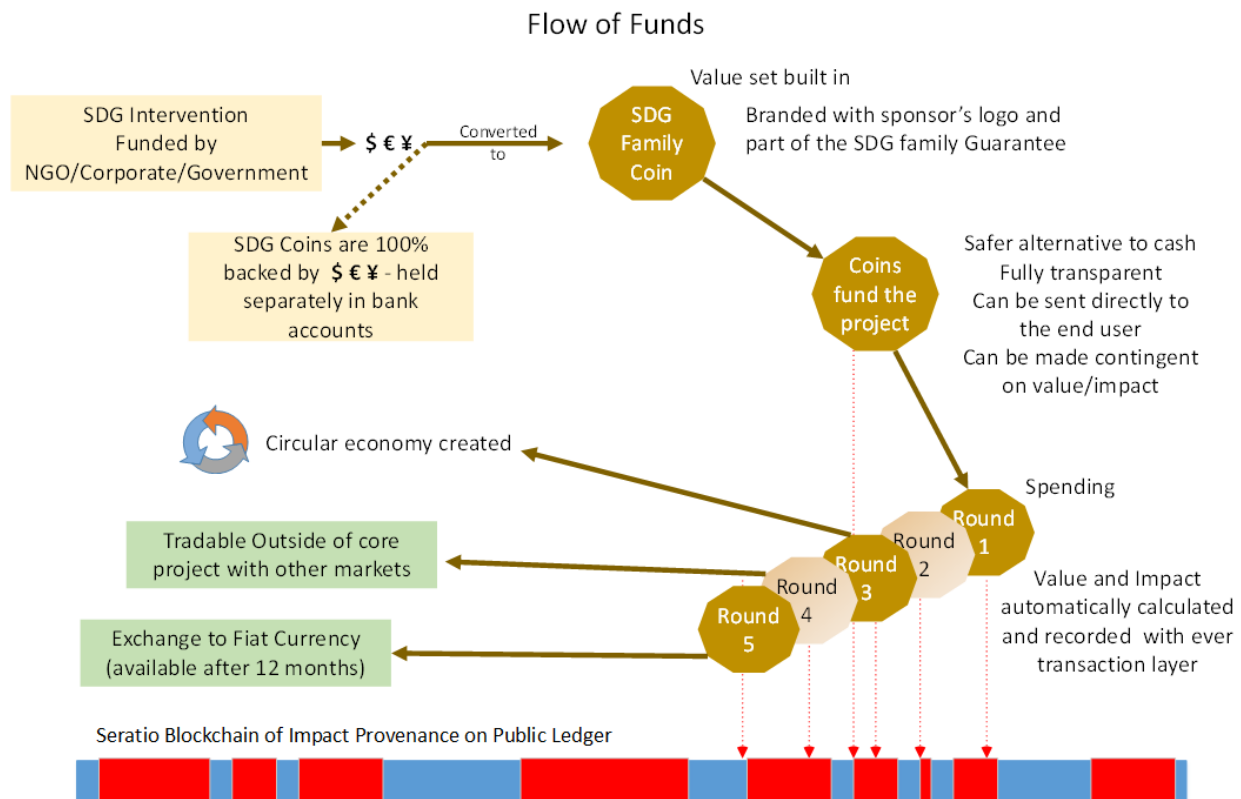 Flow of Funds
SDG Intervention
Funded by
NGO/Corporate/Government
$ € ¥
Converted
to
SDG
Family
Coin
Value set built in
Branded with sponsor's logo and
part of the SDG family Guarantee
SDG Coins are 100%
backed by $ € ¥ - held
separately in bank
accounts
Coins
fund the
project
Safer alternative to cash
Fully transparent
Can be sent directly to
the end user
Can be made contingent
on value/impact
Circular economy created
Spending
Round
1
Round
2
Round
3
Round
4
Round
5
Tradable Outside of core
project with other markets
Exchange to Fiat Currency
(available after 12 months)
Value and Impact
automatically calculated
and recorded with ever
transaction layer
Seratio Blockchain of Impact Provenance on Public Ledger